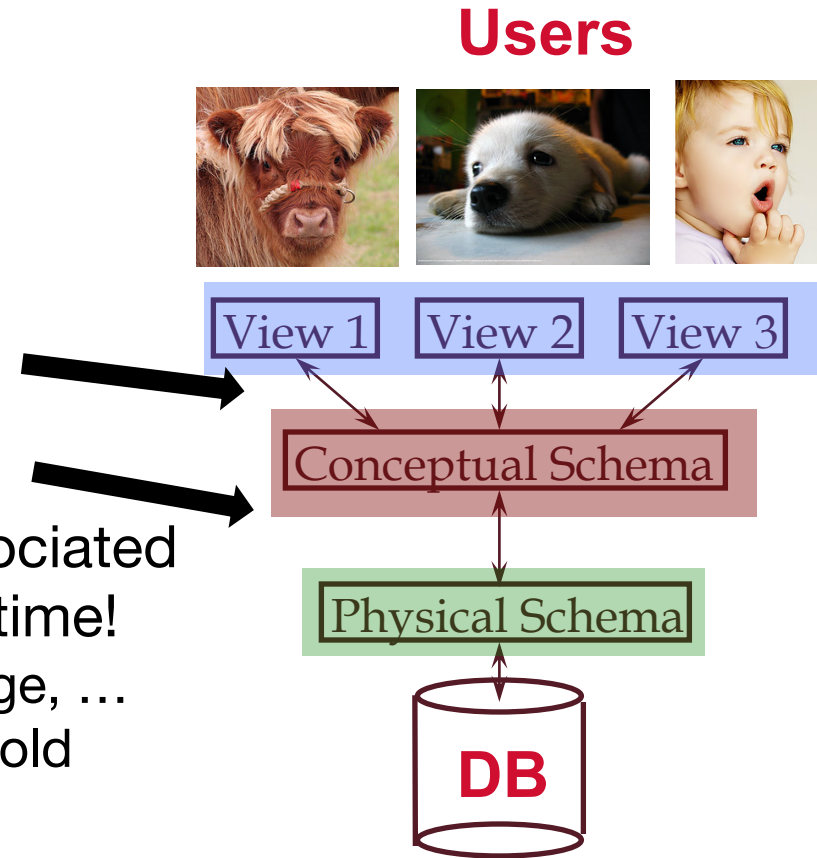 Users
View 1 View 2 View 3
Conceptual Schema
ociated
time!
Physical Schema
ge, …
old
DB